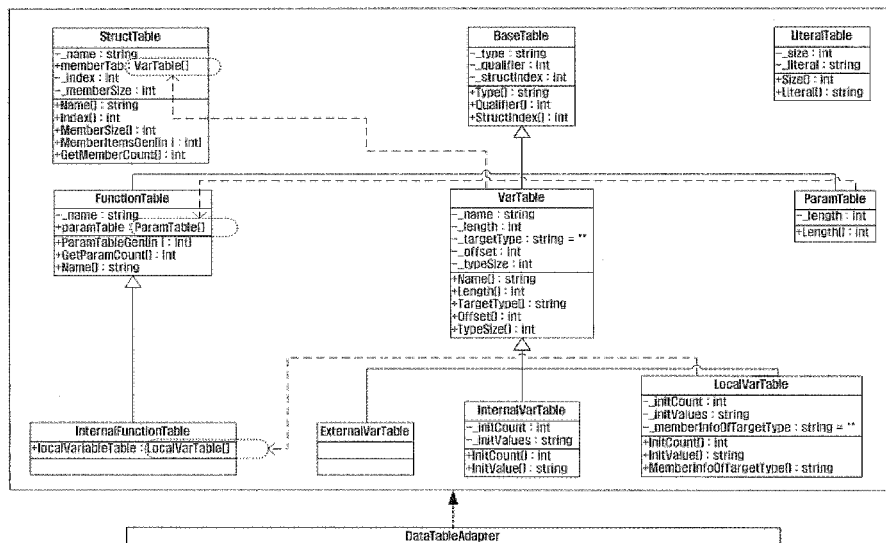 StructTable
-_name : string
+memberTab : VarTable[]
-_index : int
-_memberSize : int
+Name() : string
+Index() : int
+MemberSize() : int
+MemberItemsGen(in i : int)
+GetMemberCount() : int
BaseTable
-_type : string
-_qualifier : int
-_structIndex : int
+Type() : string
+Qualifier() : int
+StructIndex() : int
LiteralTable
-_size : int
-_literal : string
+Size() : int
+Literal() : string
FunctionTable
-_name : string
+paramTable : ParamTable[]
+ParamTableGen(in i : int)
+GetParamCount() : int
+Name() : string
VarTable
-_name : string
-_length : int
-_targetType : string = ""
-_offset : int
-_typeSize : int
+Name() : string
+Length() : int
+TargetType() : string
+Offset() : int
+TypeSize() : int
ParamTable
-_length : int
+Length() : int
InternalFunctionTable
+localVariableTable : LocalVarTable[]
ExternalVarTable
InternalVarTable
-_initCount : int
-_initValues : string
+InitCount() : int
+InitValue() : string
LocalVarTable
-_initCount : int
-_initValues : string
-_memberInfoOfTargetType : string = ""
+InitCount() : int
+InitValue() : string
+MemberInfoOfTargetType() : string
DataTableAdaprer